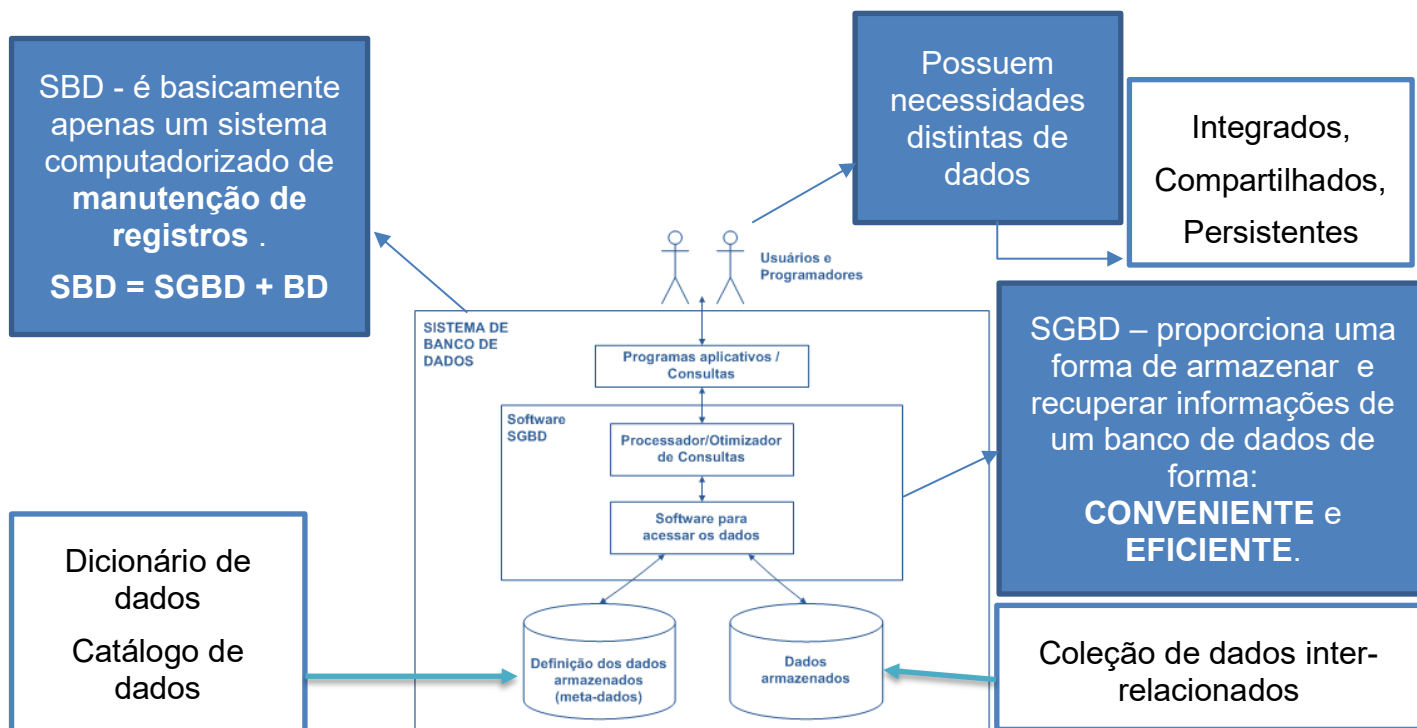 SBD - é basicamente
apenas um sistema
computadorizado de
manutenção de
registros .
SBD = SGBD + BD
Possuem
necessidades
distintas de
dados
Integrados,
Compartilhados,
Persistentes
Usuários e
Programadores
SISTEMA DE
BANCO DE
DADOS
Programas aplicativos /
Consultas
Software
SGBD
Processador/Otimizador
de Consultas
Software para
acessar os dados
SGBD – proporciona uma
forma de armazenar e
recuperar informações de
um banco de dados de
forma:
CONVENIENTE e
EFICIENTE.
Dicionário de
dados
Catálogo de
dados
Definição dos dados
armazenados
(meta-dados)
Dados
armazenados
Coleção de dados inter-
relacionados